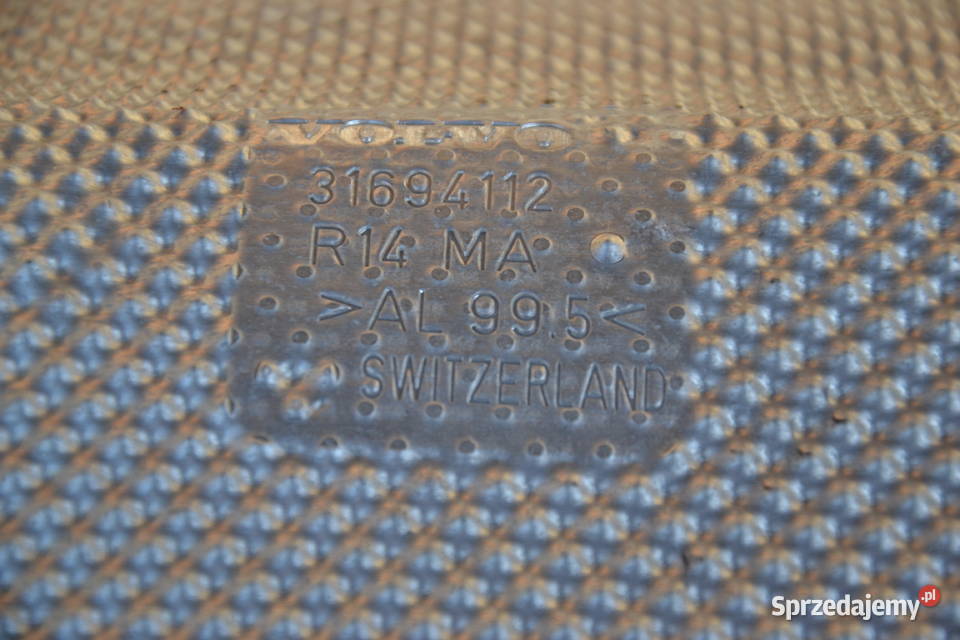 VOLVO
31694112
R14 MA
>AL 99.5<
SWITZERLAND
Sprzedajemy.pl